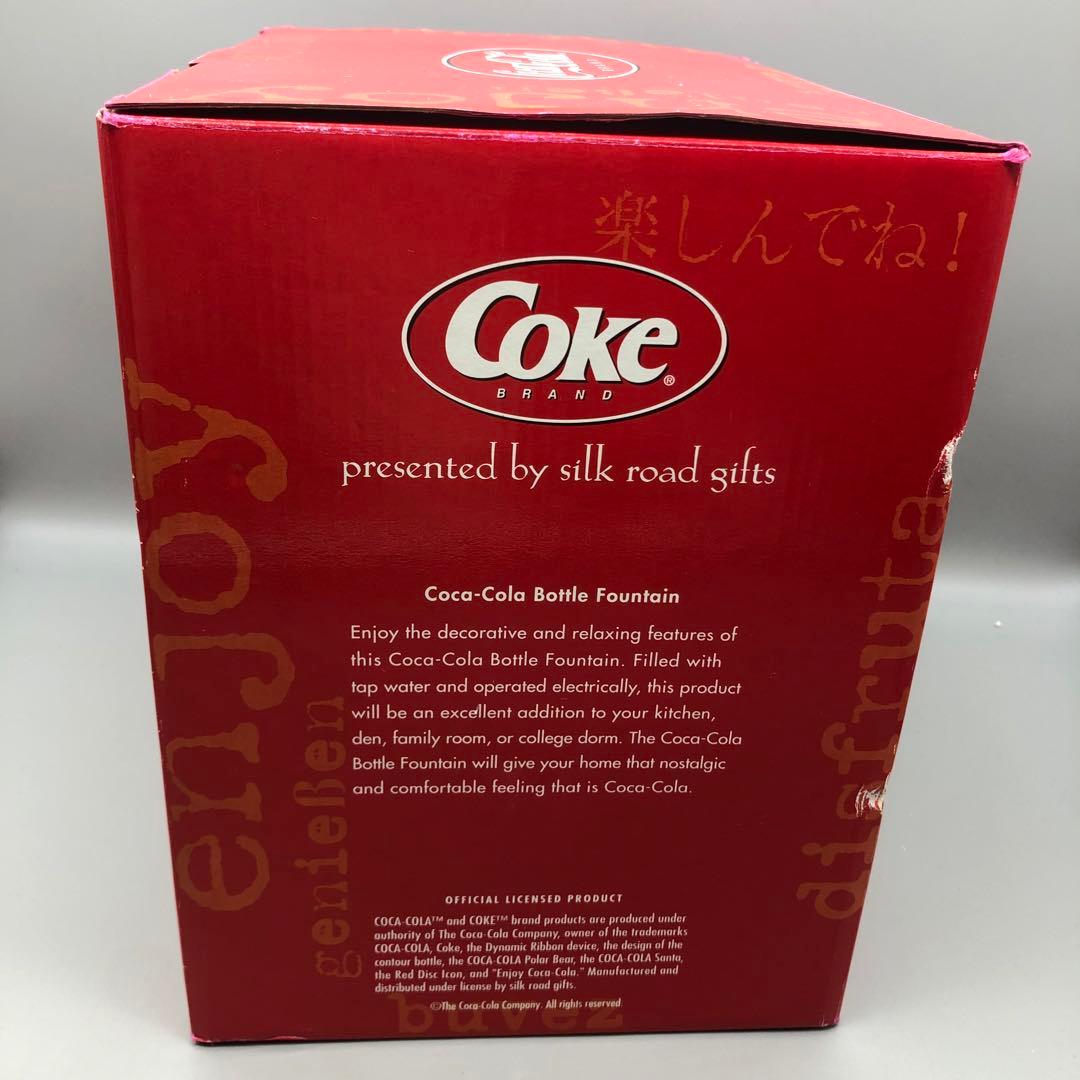 Coke
BRAND
楽しんでね!
Coke®
BRAND
presented by silk road gifts
enjoy
genießen
disfruta
Coca-Cola Bottle Fountain
Enjoy the decorative and relaxing features of
this Coca-Cola Bottle Fountain. Filled with
tap water and operated electrically, this product
will be an excellent addition to your kitchen,
den, family room, or college dorm. The Coca-Cola
Bottle Fountain will give your home that nostalgic
and comfortable feeling that is Coca-Cola.
OFFICIAL LICENSED PRODUCT
COCA-COLA™ and COKE™ brand products are produced under
authority of The Coca-Cola Company, owner of the trademarks
COCA-COLA, Coke, the Dynamic Ribbon device, the design of the
contour bottle, the COCA-COLA Polar Bear, the COCA-COLA Santa,
the Red Disc Icon, and "Enjoy Coca-Cola." Manufactured and
distributed under license by silk road gifts.
©The Coca-Cola Company. All rights reserved.
buvez